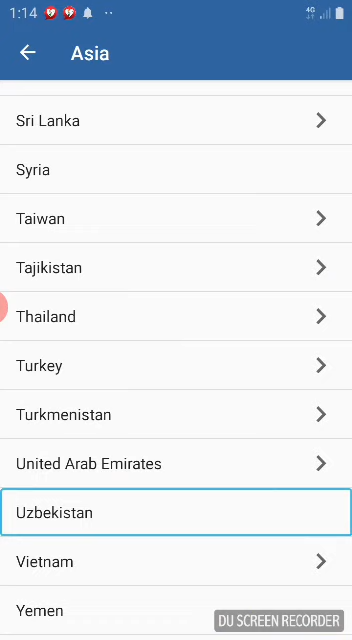 1:14
4G
Asia
Sri Lanka
Syria
Taiwan
Tajikistan
Thailand
Turkey
Turkmenistan
United Arab Emirates
Uzbekistan
Vietnam
Yemen
DU SCREEN RECORDER